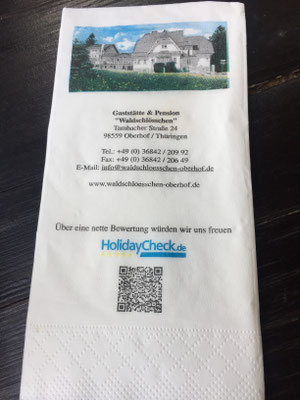 Gaststätte & Pension
"Waldschlösschen"
Tambacher Straße 24
98559 Oberhof / Thüringen
Tel.: +49 (0) 36842 / 209 92
Fax: +49 (0) 36842 / 206 49
E-Mail: info@waldschloesschen-oberhof.de
www.waldschloesschen-oberhof.de
Über eine nette Bewertung würden wir uns freuen
HolidayCheck.de